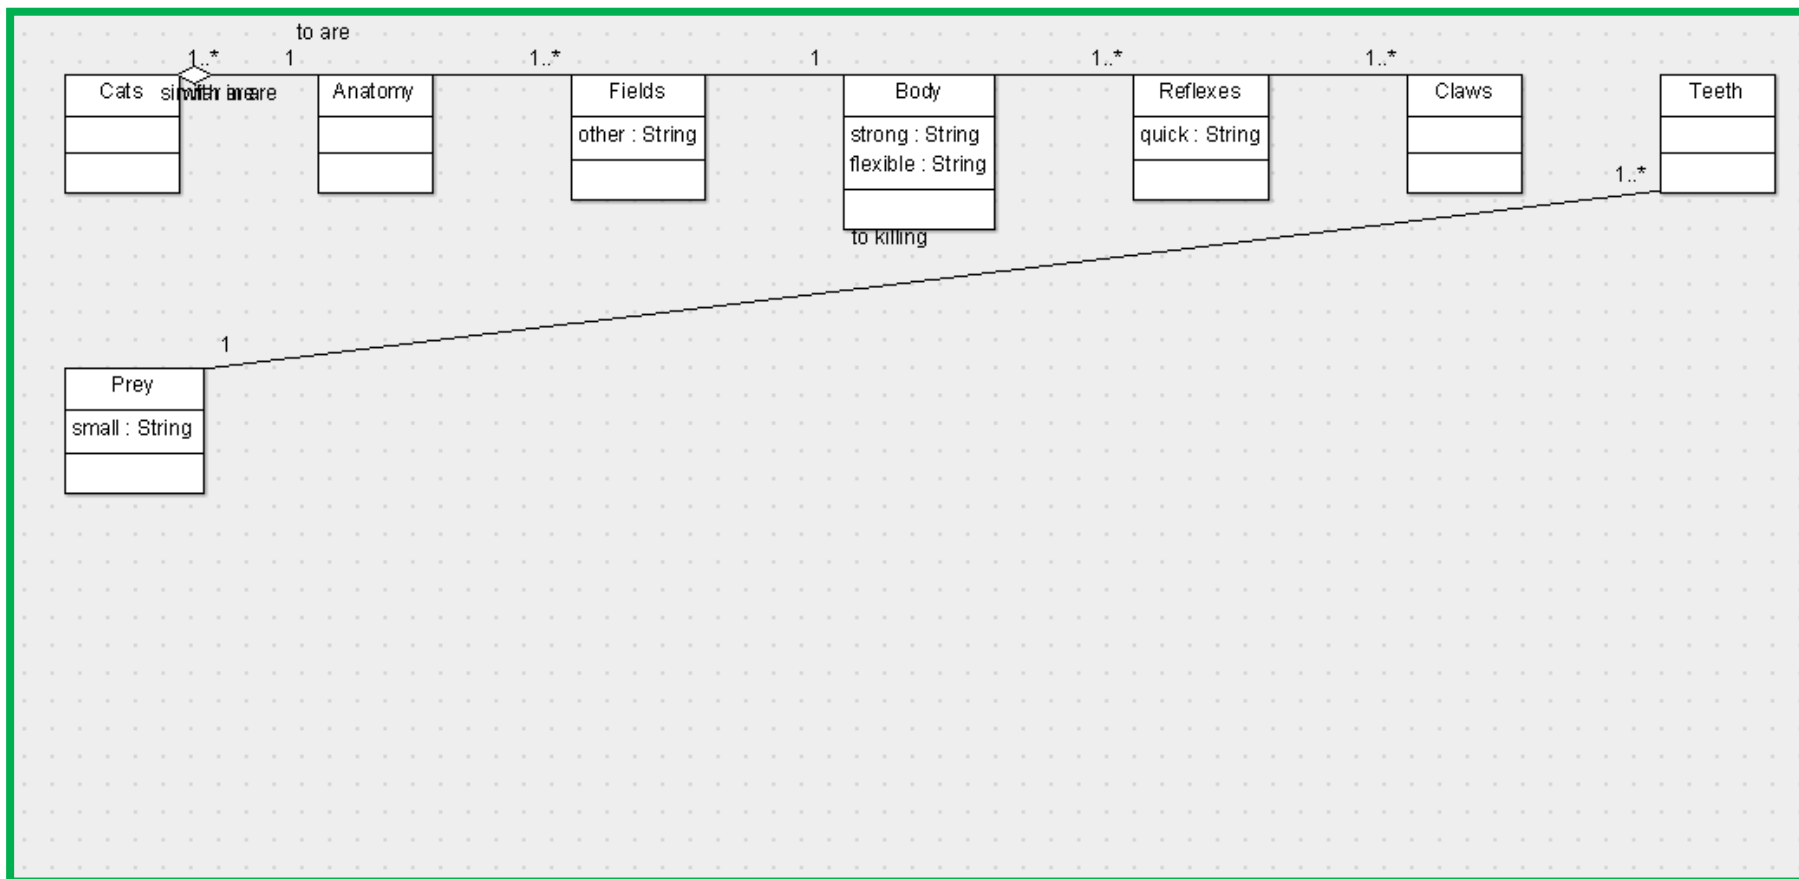 to are
1..* 1 1..* 1 1..* 1..*
Cats Anatomy Fields Body Reflexes Claws Teeth
other : String strong : String quick : String
flexible : String
1..*
to killing
1
Prey
small : String